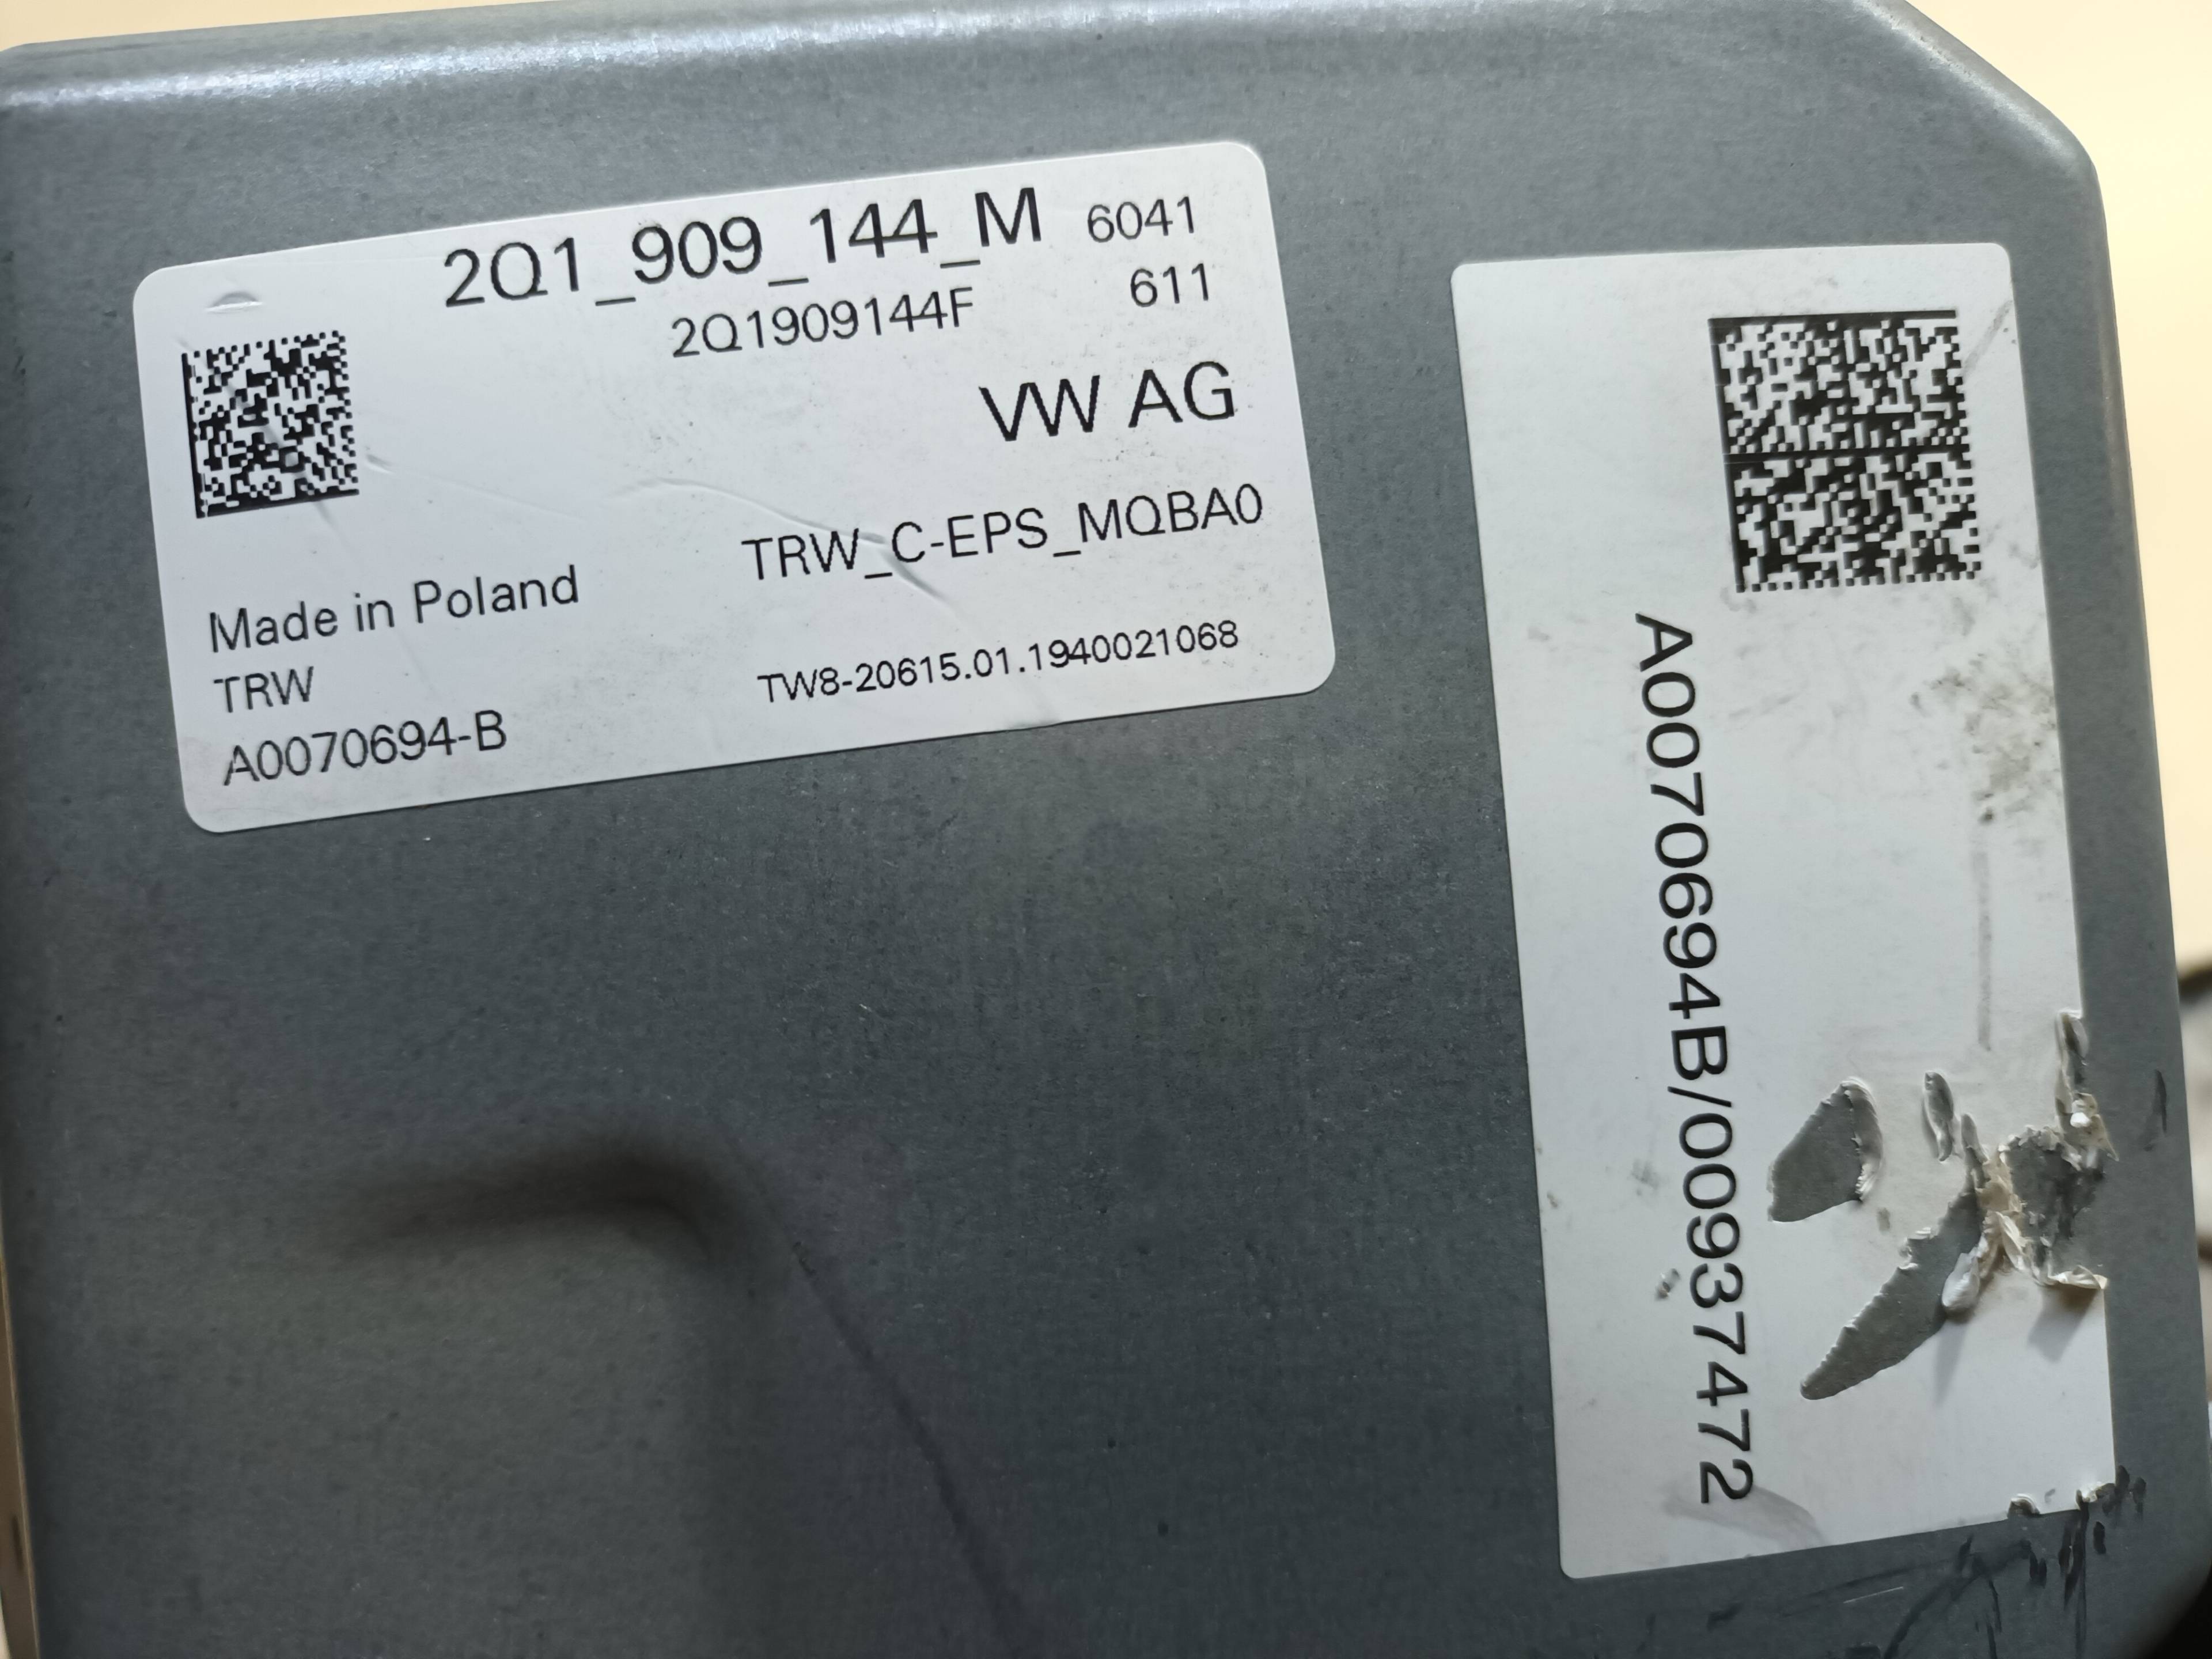 2Q1_909_144_M 6041
2Q1909144F 611
VW AG
TRW_C-EPS_MQBA0
Made in Poland
TRW
TW8-20615.01.1940021068
A0070694-B
A0070694B/00937472